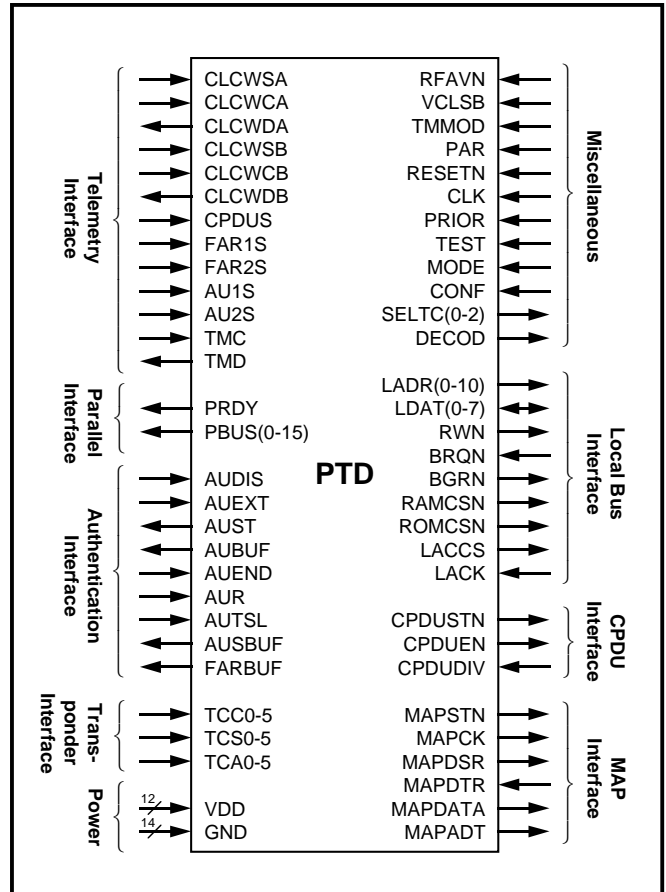 Telemetry
Interface
CLCWSA
CLCWCA
CLCWDA
CLCWSB
CLCWCB
CLCWDB
CPDUS
FAR1S
FAR2S
AU1S
AU2S
TMC
TMD
Parallel
Interface
PRDY
PBUS(0-15)
Authentication
Interface
AUDIS
AUEXT
AUST
AUBUF
AUEND
AUR
AUTSL
AUSBUF
FARBUF
Trans-
ponder
Interface
TCC0-5
TCS0-5
TCA0-5
Power
12
VDD
14
GND
PTD
RFAVN
VCLSB
TMMOD
PAR
RESETN
CLK
PRIOR
TEST
MODE
CONF
SELTC(0-2)
DECOD
Miscellaneous
LADR(0-10)
LDAT(0-7)
RWN
BRQN
BGRN
RAMCSN
ROMCSN
LACCS
LACK
Local Bus
Interface
CPDUSTN
CPDUEN
CPDUDIV
CPDU
Interface
MAPSTN
MAPCK
MAPDSR
MAPDTR
MAPDATA
MAPADT
MAP
Interface